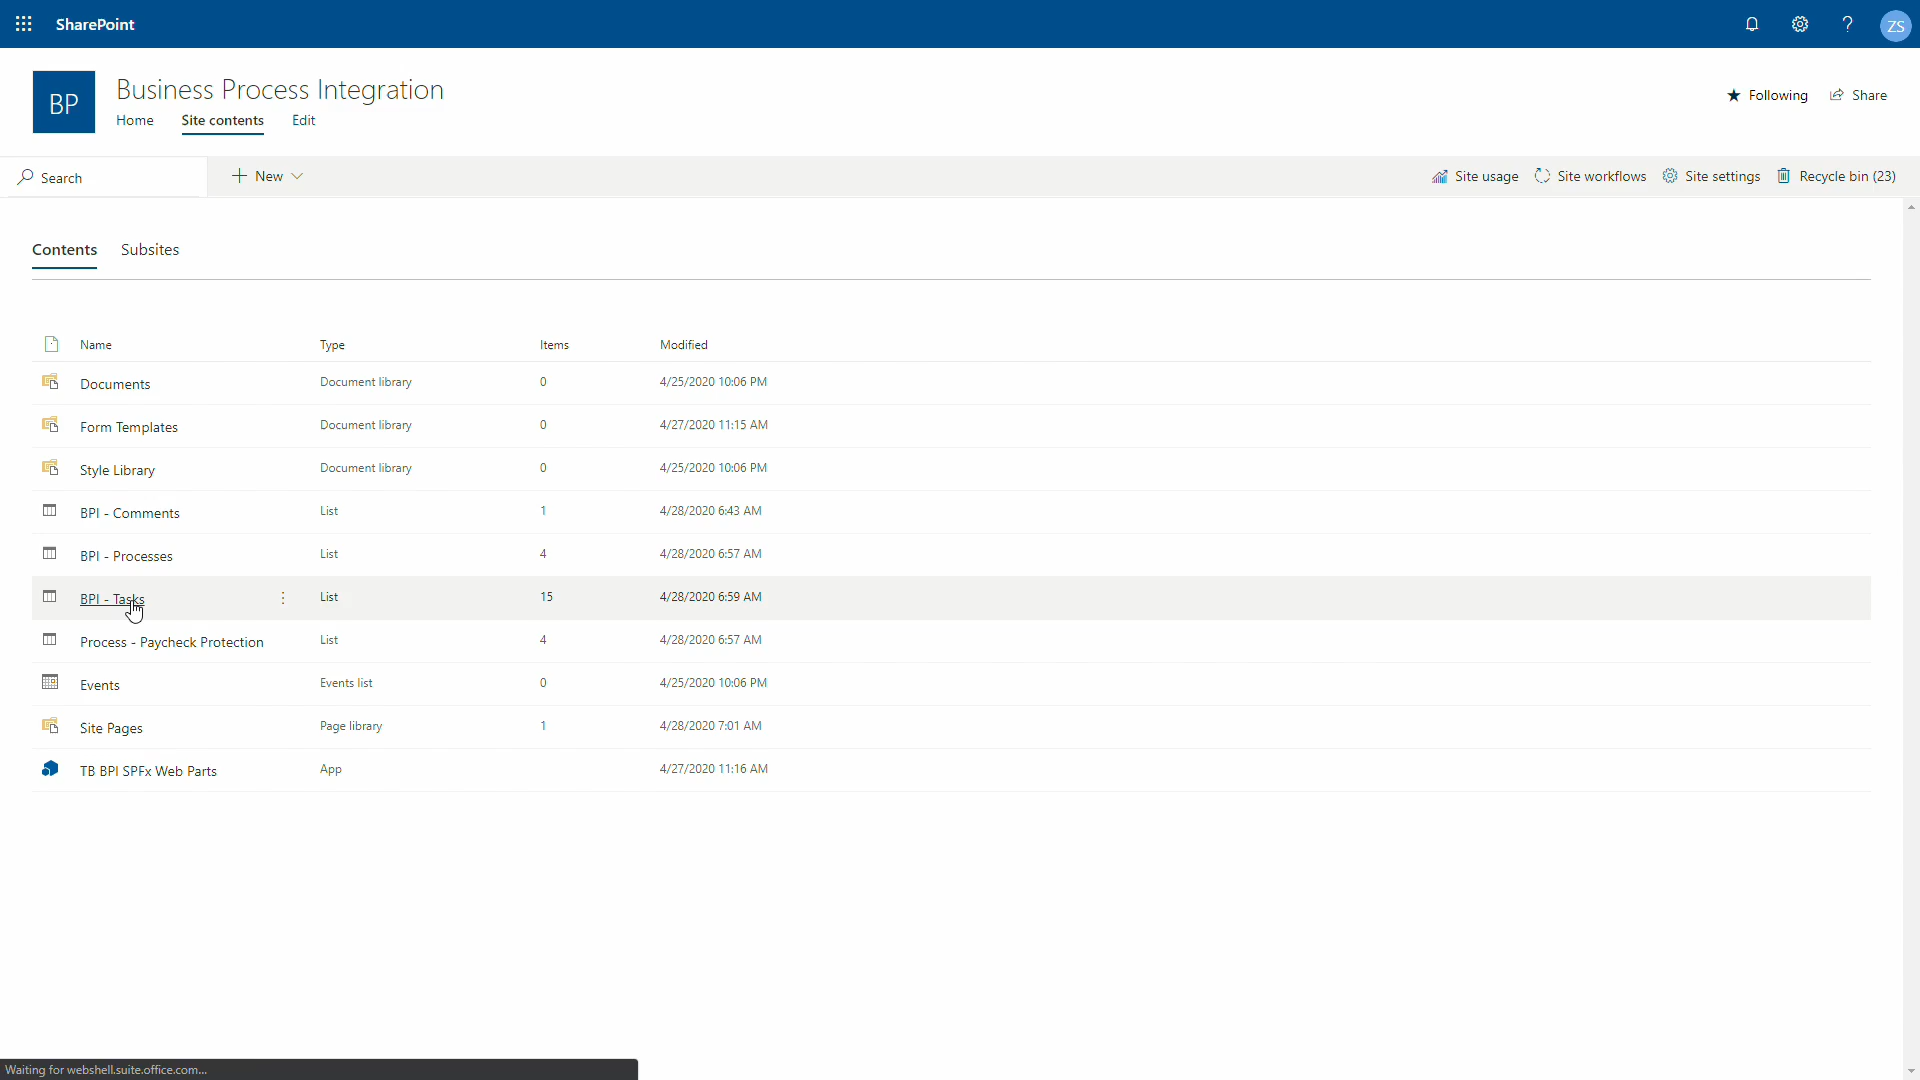 SharePoint
ZS
BP
Business Process Integration
Home Site contents Edit
Following Share
Search
New
Site usage Site workflows Site settings Recycle bin (23)
Contents Subsites
Name Type Items Modified
Documents Document library 0 4/25/2020 10:06 PM
Form Templates Document library 0 4/27/2020 11:15 AM
Style Library Document library 0 4/25/2020 10:06 PM
BPI - Comments List 1 4/28/2020 6:43 AM
BPI - Processes List 4 4/28/2020 6:57 AM
BPI - Tasks List 15 4/28/2020 6:59 AM
Process - Paycheck Protection List 4 4/28/2020 6:57 AM
Events Events list 0 4/25/2020 10:06 PM
Site Pages Page library 1 4/28/2020 7:01 AM
TB BPI SPFx Web Parts App 4/27/2020 11:16 AM
Waiting for webshell.suite.office.com...